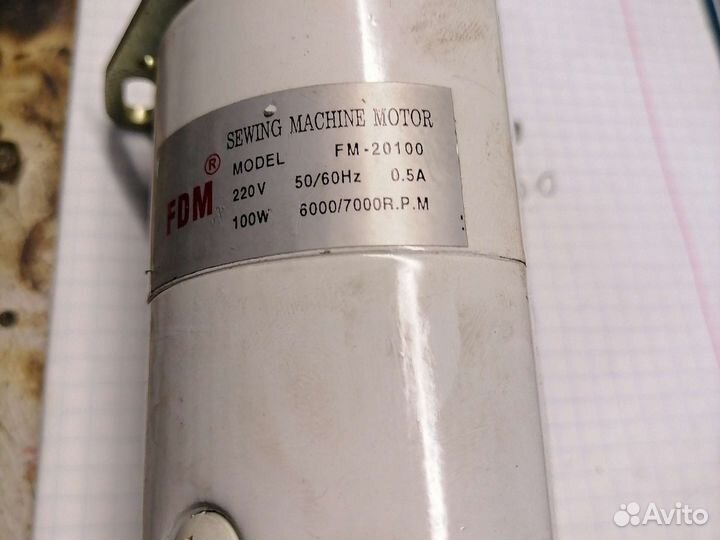 SEWING MACHINE MOTOR
FDM®
MODEL FM-20100
220V 50/60Hz 0.5A
100W 6000/7000R.P.M
Avito